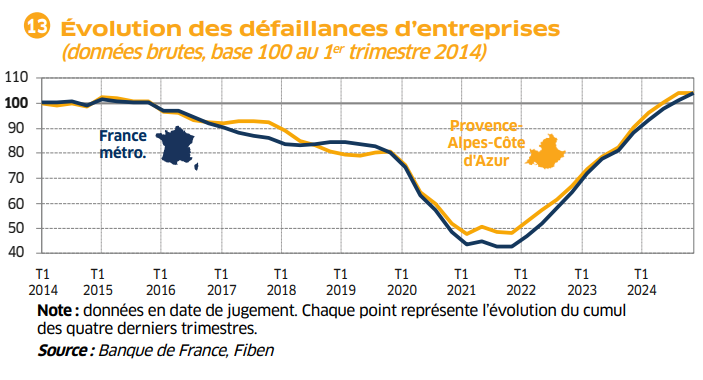 13 Évolution des défaillances d’entreprises
(données brutes, base 100 au 1er trimestre 2014)
110
100
90
80
70
60
50
40
France
métro.
Provence-
Alpes-Côte
d'Azur
T1 T1 T1 T1 T1 T1 T1 T1 T1 T1 T1
2014 2015 2016 2017 2018 2019 2020 2021 2022 2023 2024
Note : données en date de jugement. Chaque point représente l’évolution du cumul
des quatre derniers trimestres.
Source : Banque de France, Fiben